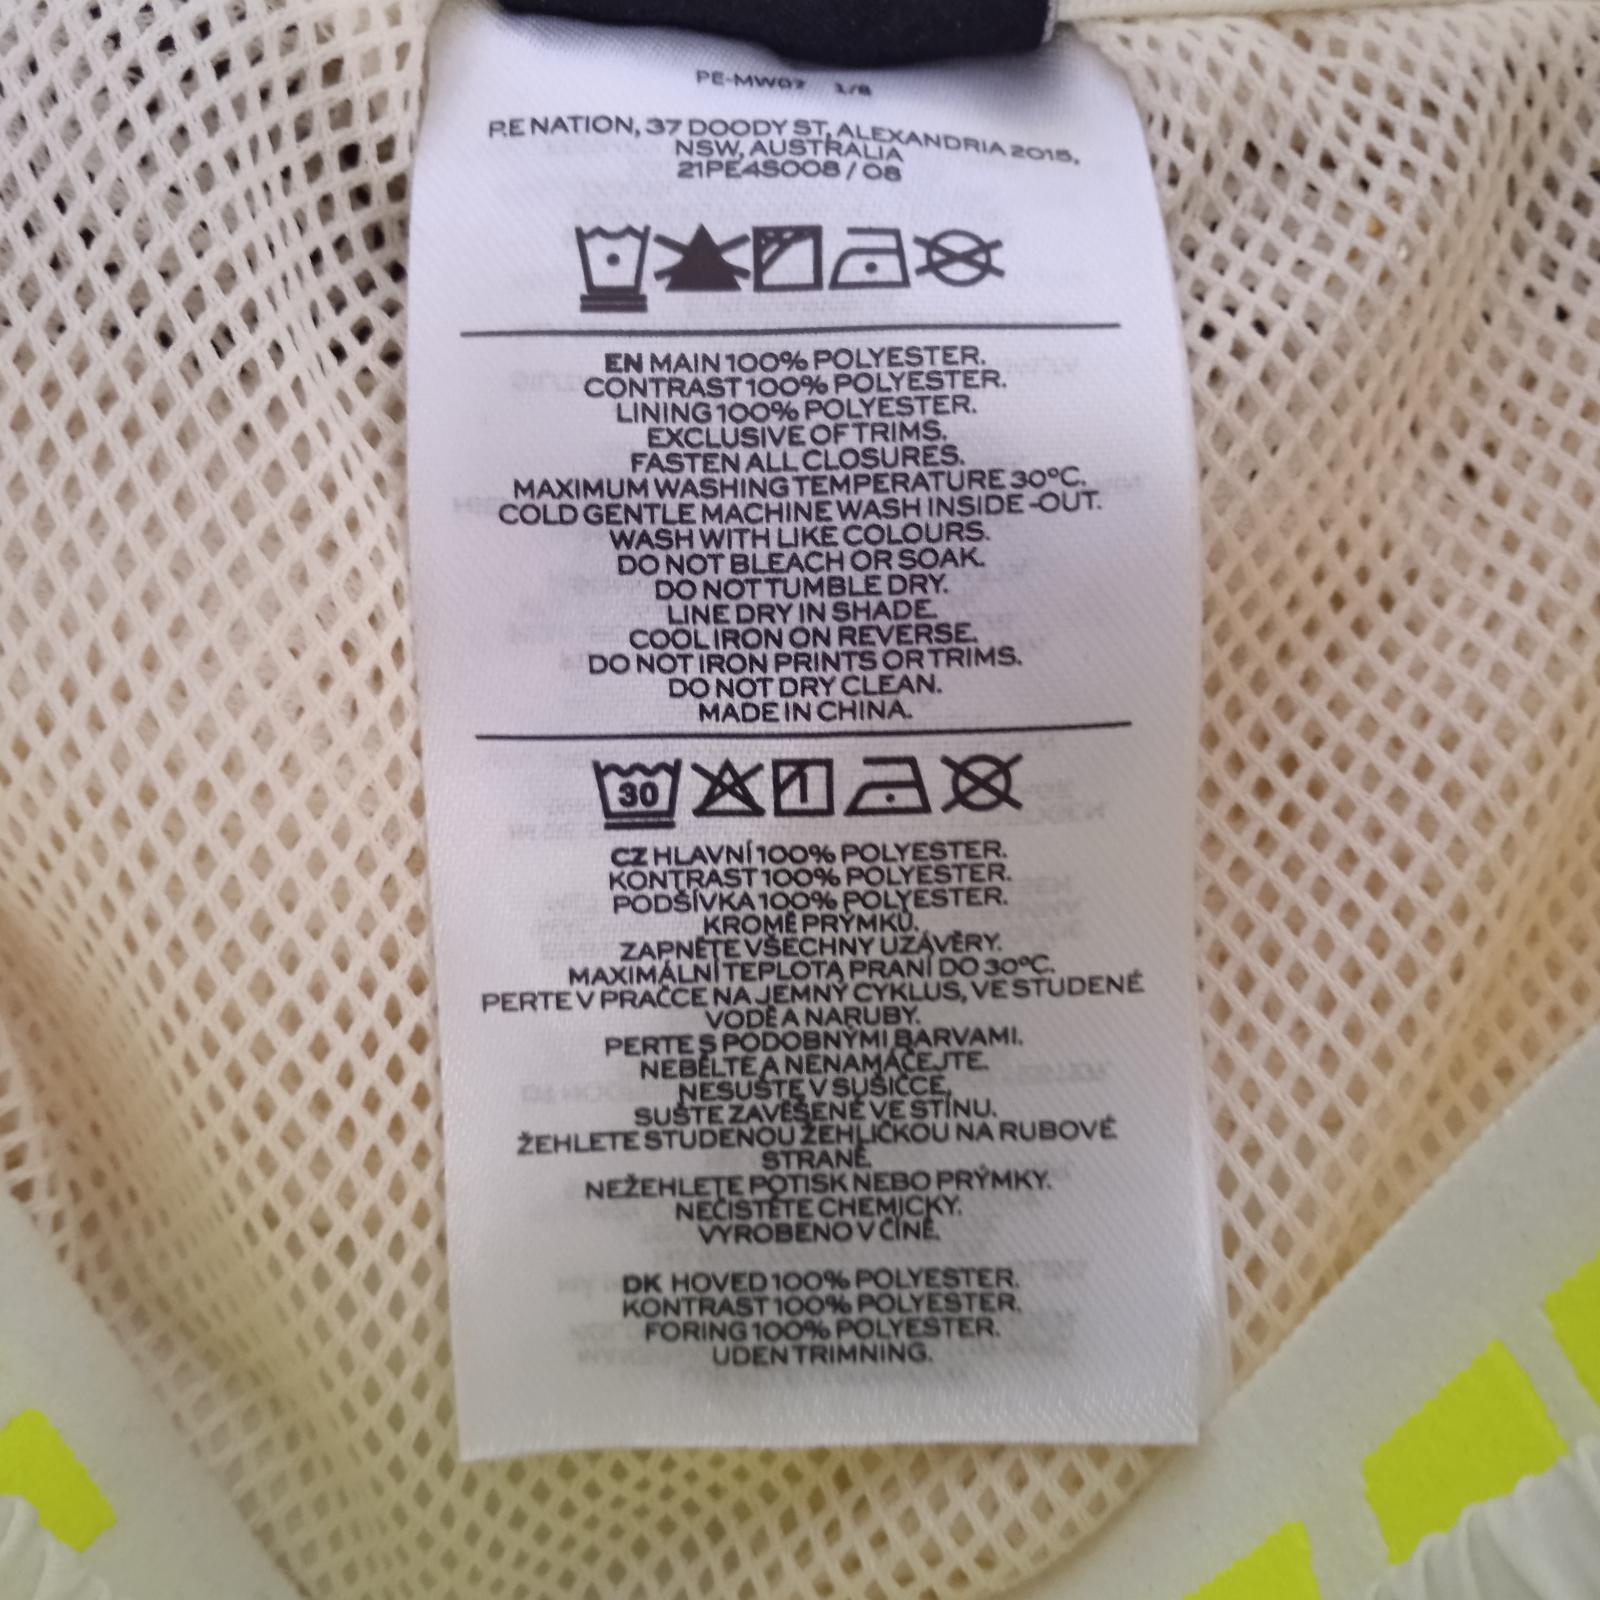 PE-MW07 1/8
P.E NATION, 37 DOODY ST, ALEXANDRIA 2015,
NSW, AUSTRALIA
21PE4S008 / 08
EN MAIN 100% POLYESTER.
CONTRAST 100% POLYESTER.
LINING 100% POLYESTER.
EXCLUSIVE OF TRIMS.
FASTEN ALL CLOSURES.
MAXIMUM WASHING TEMPERATURE 30°C.
COLD GENTLE MACHINE WASH INSIDE -OUT.
WASH WITH LIKE COLOURS.
DO NOT BLEACH OR SOAK.
DO NOT TUMBLE DRY.
LINE DRY IN SHADE.
COOL IRON ON REVERSE.
DO NOT IRON PRINTS OR TRIMS.
DO NOT DRY CLEAN.
MADE IN CHINA.
30
CZ HLAVNÍ 100% POLYESTER.
KONTRAST 100% POLYESTER.
PODŠÍVKA 100% POLYESTER.
KROMĚ PRÝMKŮ.
ZAPNĚTE VŠECHNY UZÁVĚRY.
MAXIMÁLNÍ TEPLOTA PRANÍ DO 30°C.
PERTE V PRAČCE NA JEMNÝ CYKLUS, VE STUDENÉ
VODĚ A NARUBY.
PERTE S PODOBNÝMI BARVAMI.
NEBĚLTE A NENAMÁČEJTE.
NESUŠTE V SUŠIČCE,
SUŠTE ZAVĚŠENÉ VE STÍNU.
ŽEHLETE STUDENOU ŽEHLIČKOU NA RUBOVÉ
STRANĚ.
NEŽEHLETE POTISK NEBO PRÝMKY.
NEČISTĚTE CHEMICKY.
VYROBENO V ČÍNĚ.
DK HOVED 100% POLYESTER.
KONTRAST 100% POLYESTER.
FORING 100% POLYESTER.
UDEN TRIMNING.